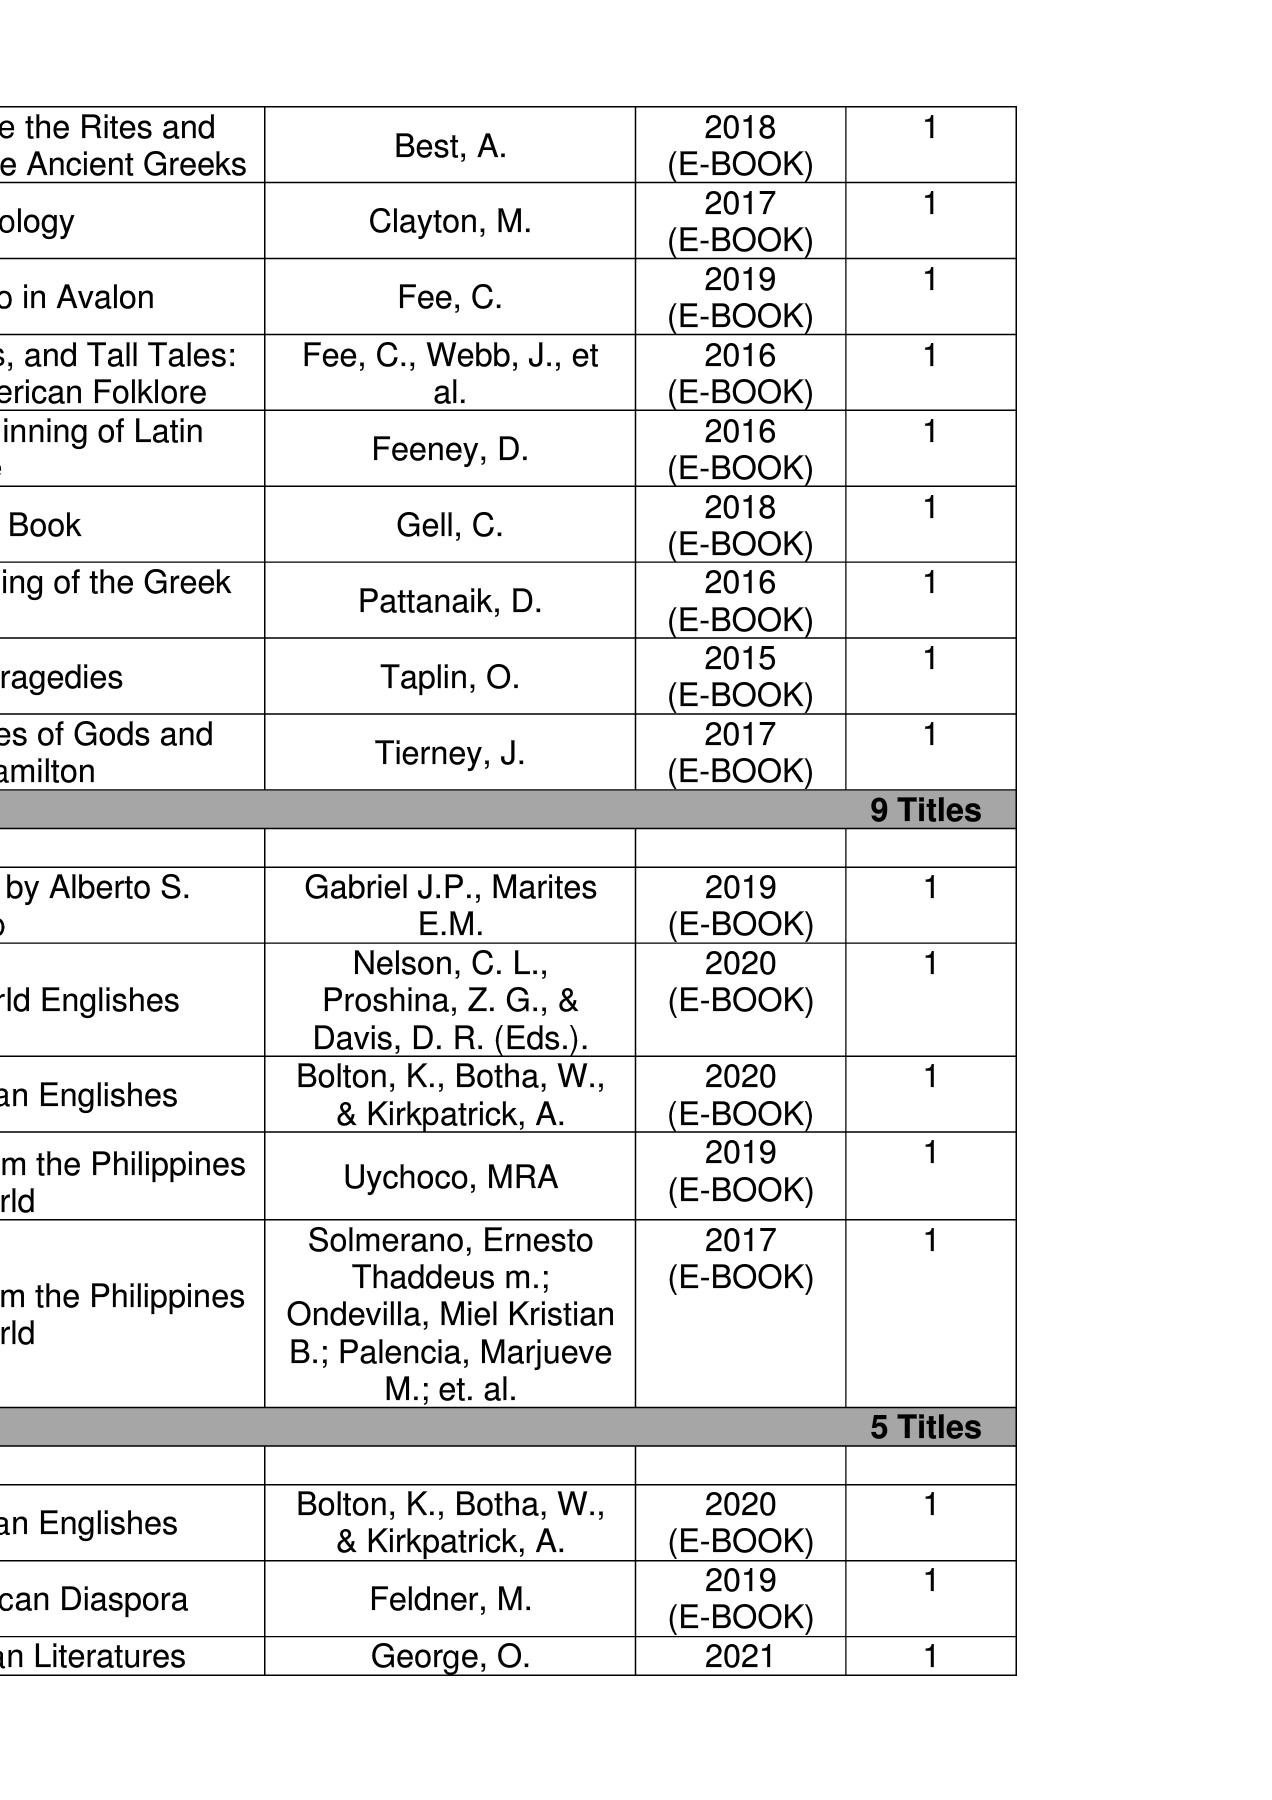 e the Rites and
e Ancient Greeks
Best, A.
2018
(E-BOOK)
1
ology
Clayton, M.
2017
(E-BOOK)
1
o in Avalon
Fee, C.
2019
(E-BOOK)
1
s, and Tall Tales:
erican Folklore
Fee, C., Webb, J., et
al.
2016
(E-BOOK)
1
inning of Latin
e
Feeney, D.
2016
(E-BOOK)
1
Book
Gell, C.
2018
(E-BOOK)
1
ing of the Greek
Pattanaik, D.
2016
(E-BOOK)
1
ragedies
Taplin, O.
2015
(E-BOOK)
1
es of Gods and
amilton
Tierney, J.
2017
(E-BOOK)
1
9 Titles
by Alberto S.
o
Gabriel J.P., Marites
E.M.
2019
(E-BOOK)
1
rld Englishes
Nelson, C. L.,
Proshina, Z. G., &
Davis, D. R. (Eds.).
2020
(E-BOOK)
1
an Englishes
Bolton, K., Botha, W.,
& Kirkpatrick, A.
2020
(E-BOOK)
1
m the Philippines
rld
Uychoco, MRA
2019
(E-BOOK)
1
m the Philippines
rld
Solmerano, Ernesto
Thaddeus m.;
Ondevilla, Miel Kristian
B.; Palencia, Marjueve
M.; et. al.
2017
(E-BOOK)
1
5 Titles
an Englishes
Bolton, K., Botha, W.,
& Kirkpatrick, A.
2020
(E-BOOK)
1
can Diaspora
Feldner, M.
2019
(E-BOOK)
1
an Literatures
George, O.
2021
1